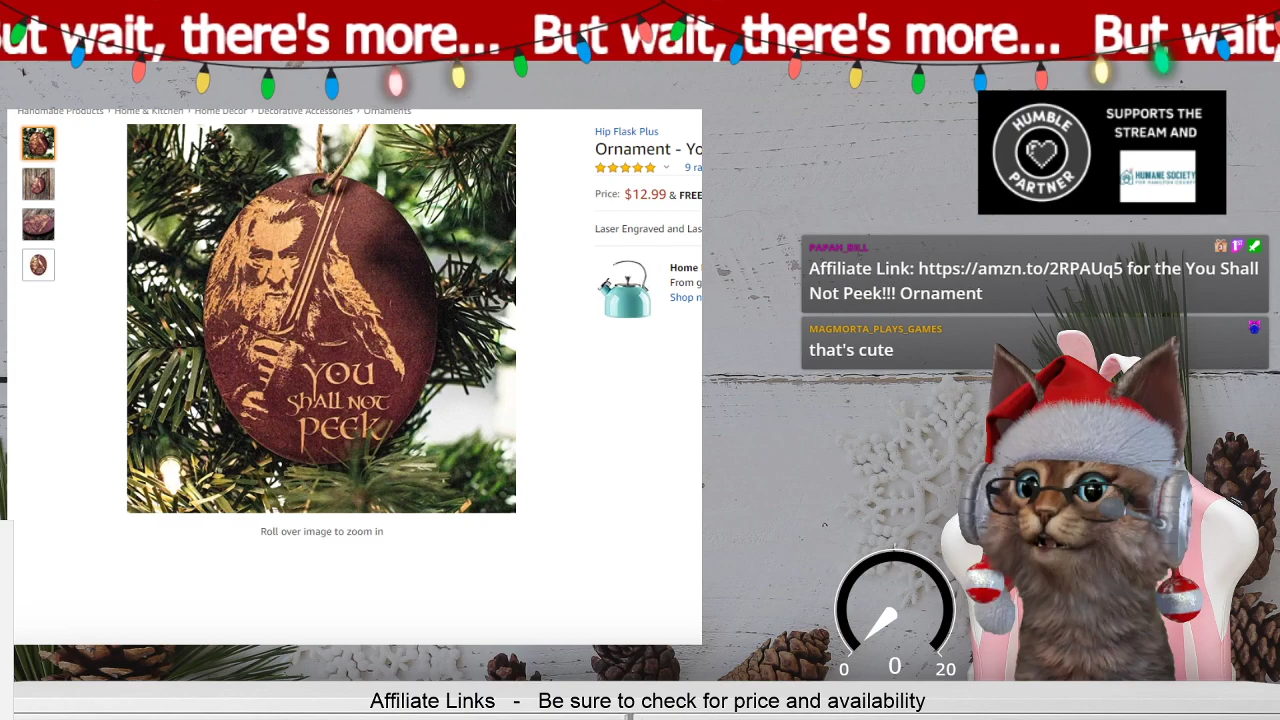 But wait, there's more... But wait, there's more... But wait,
Handmade Products › Home & Kitchen › Home Décor › Decorative Accessories › Ornaments
Hip Flask Plus
Ornament - Yo
9 ra
Price: $12.99 & FREE
Laser Engraved and Las
Home
From g
Shop n
YOU
SHALL NOT
PEEK
Roll over image to zoom in
HUMBLE
PARTNER
SUPPORTS THE
STREAM AND
HUMANE SOCIETY
FOR HAMILTON COUNTY
PAPAH_BILL
Affiliate Link: https://amzn.to/2RPAUq5 for the You Shall
Not Peek!!! Ornament
MAGMORTA_PLAYS_GAMES
that's cute
0 0 20
Affiliate Links - Be sure to check for price and availability